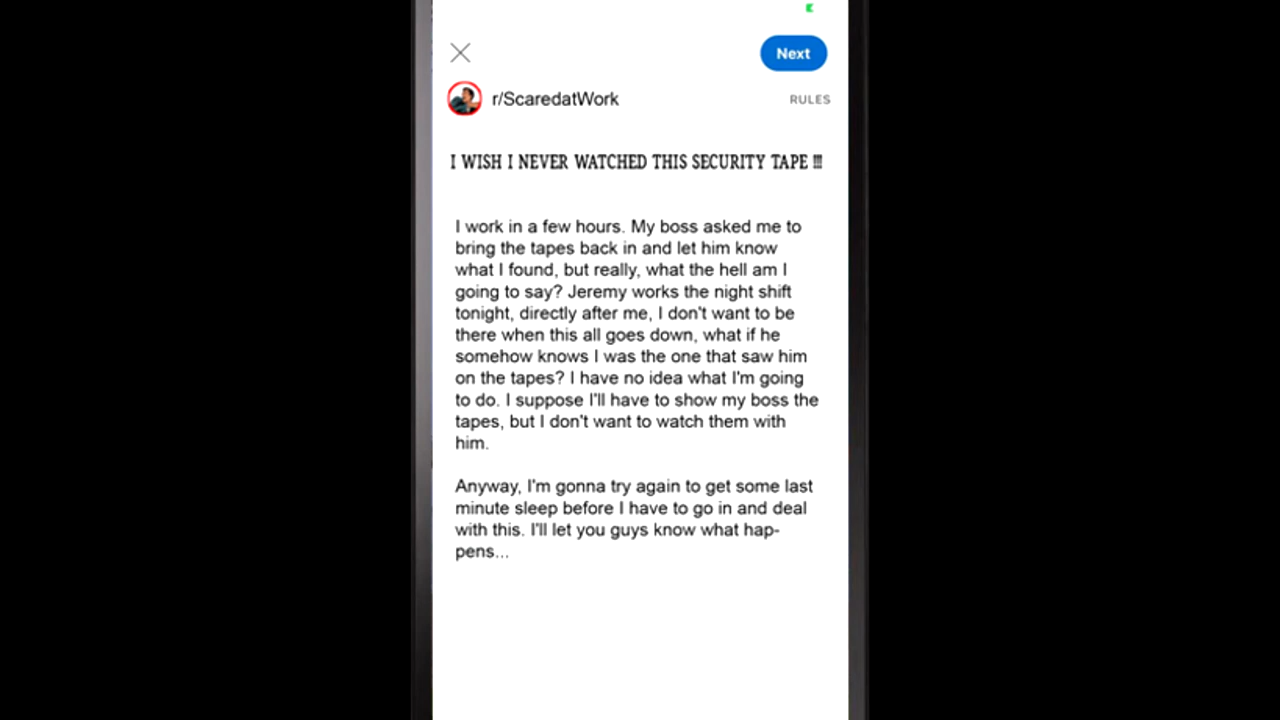 Next
r/ScaredatWork
RULES
I WISH I NEVER WATCHED THIS SECURITY TAPE !!!
I work in a few hours. My boss asked me to
bring the tapes back in and let him know
what I found, but really, what the hell am I
going to say? Jeremy works the night shift
tonight, directly after me, I don't want to be
there when this all goes down, what if he
somehow knows I was the one that saw him
on the tapes? I have no idea what I'm going
to do. I suppose I'll have to show my boss the
tapes, but I don't want to watch them with
him.
Anyway, I'm gonna try again to get some last
minute sleep before I have to go in and deal
with this. I'll let you guys know what hap-
pens...